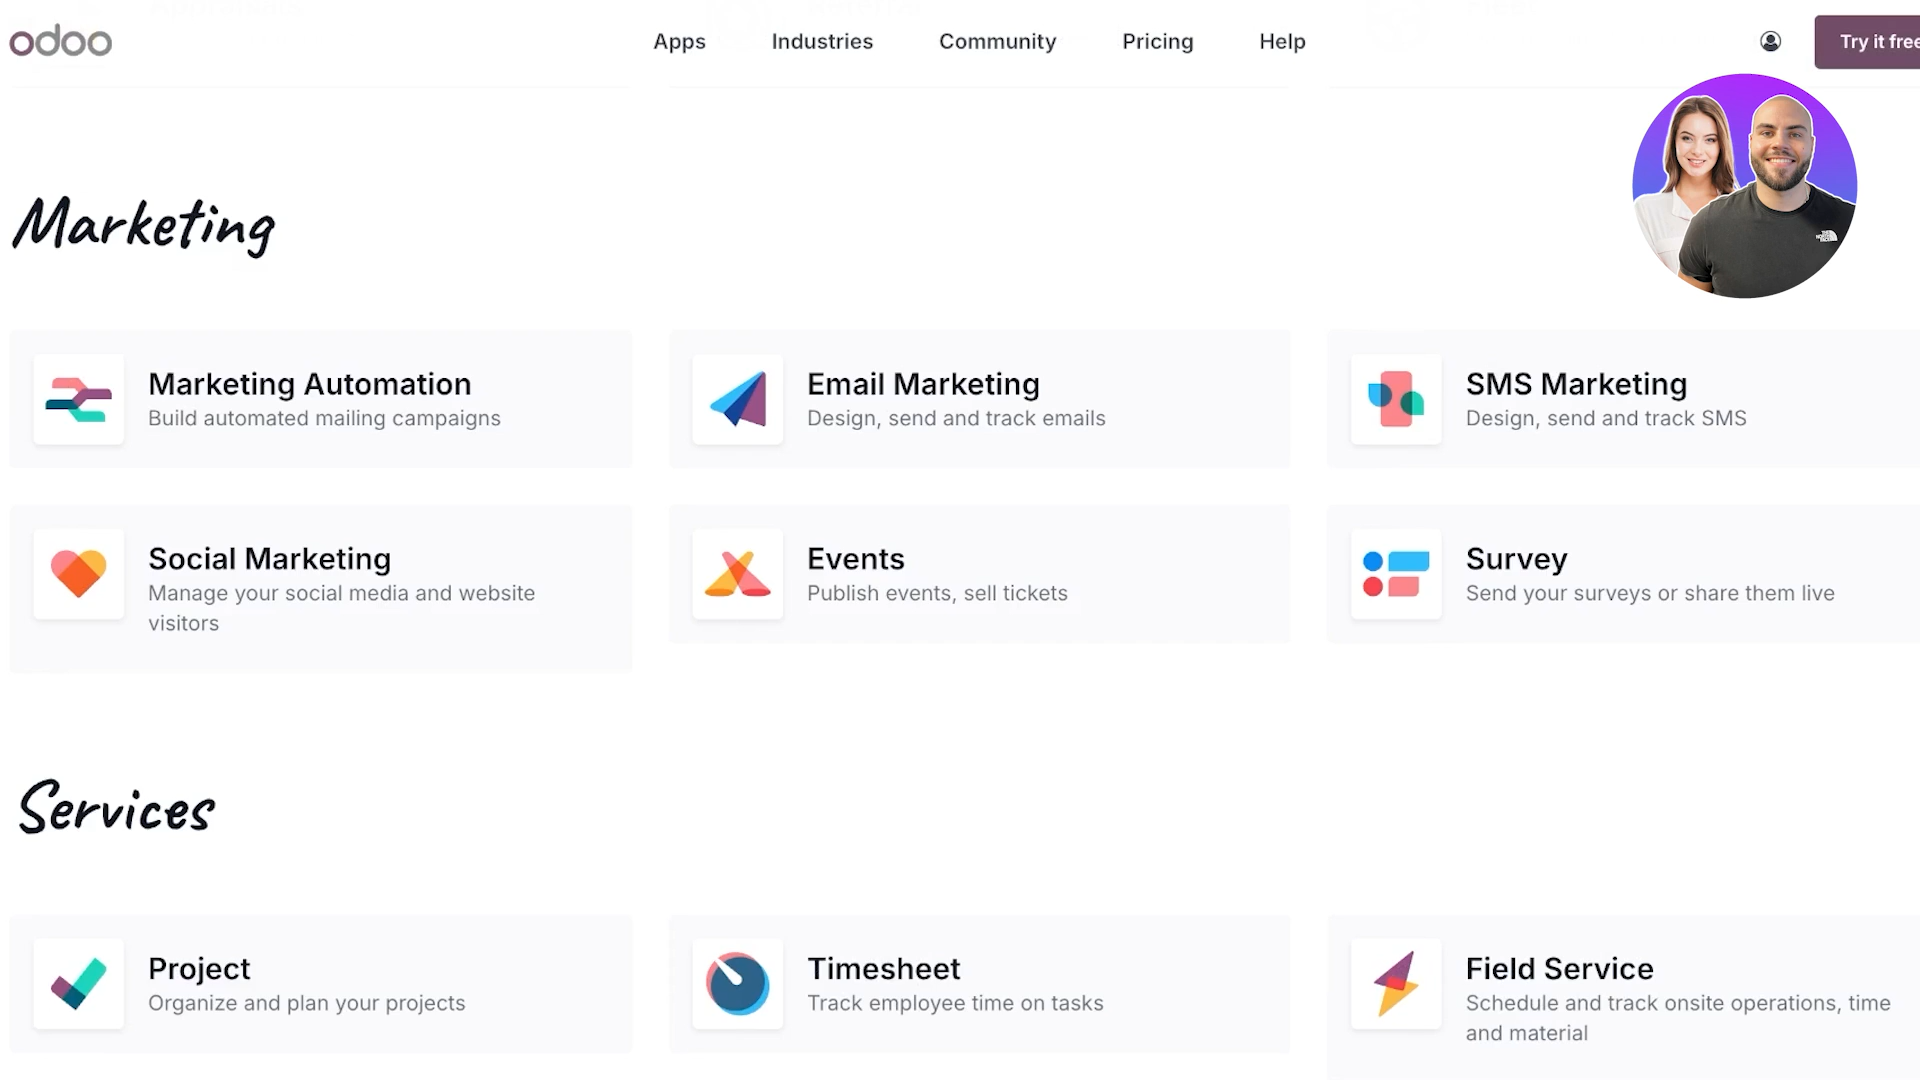 odoo
Apps
Industries
Community
Pricing
Help
Try it free
Marketing
Marketing Automation
Build automated mailing campaigns
Email Marketing
Design, send and track emails
SMS Marketing
Design, send and track SMS
Social Marketing
Manage your social media and website
visitors
Events
Publish events, sell tickets
Survey
Send your surveys or share them live
Services
Project
Organize and plan your projects
Timesheet
Track employee time on tasks
Field Service
Schedule and track onsite operations, time
and material